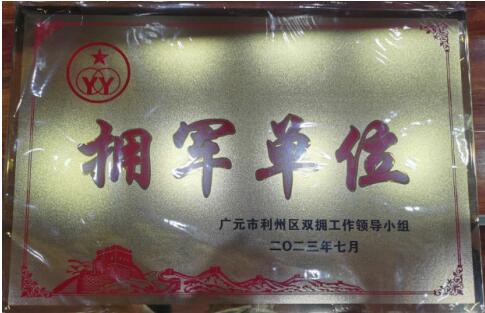 YY
拥军单位
广元市利州区双拥工作领导小组
二〇二三年七月